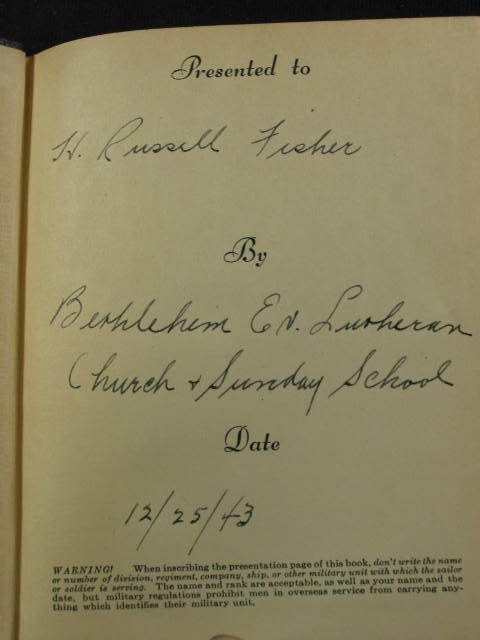 Presented to
H. Russell Fisher
By
Bethlehem Ev. Lutheran
Church + Sunday School
Date
12/25/43
WARNING! When inscribing the presentation page of this book, don't write the name
or number of division, regiment, company, ship, or other military unit with which the sailor
or soldier is serving. The name and rank are acceptable, as well as your name and the
date, but military regulations prohibit men in overseas service from carrying any-
thing which identifies their military unit.